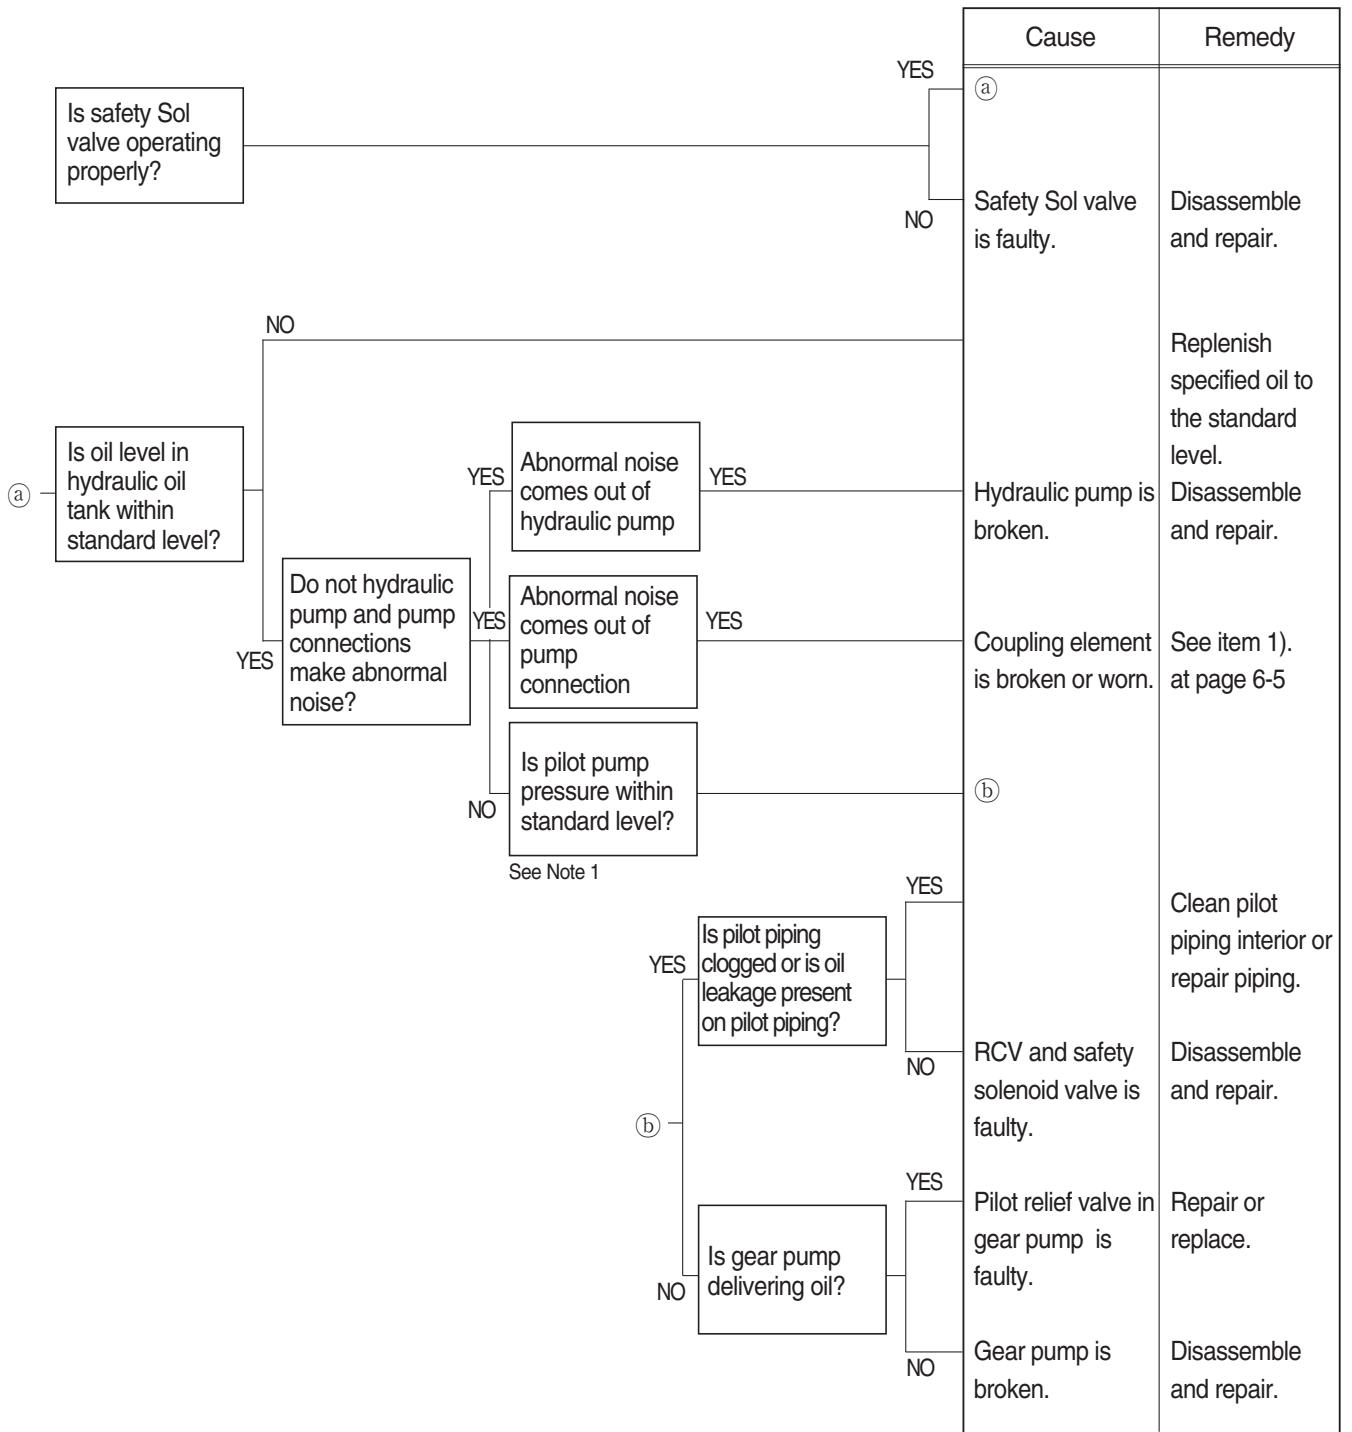 Cause
Remedy
YES
ⓐ
Is safety Sol
valve operating
properly?
NO
Safety Sol valve
is faulty.
Disassemble
and repair.
NO
Replenish
specified oil to
the standard
level.
ⓐ
Is oil level in
hydraulic oil
tank within
standard level?
YES
Abnormal noise
comes out of
hydraulic pump
YES
Hydraulic pump is
broken.
Disassemble
and repair.
YES
Do not hydraulic
pump and pump
connections
make abnormal
noise?
YES
Abnormal noise
comes out of
pump
connection
YES
Coupling element
is broken or worn.
See item 1).
at page 6-5
NO
Is pilot pump
pressure within
standard level?
ⓑ
See Note 1
YES
Is pilot piping
clogged or is oil
leakage present
on pilot piping?
YES
Clean pilot
piping interior or
repair piping.
NO
RCV and safety
solenoid valve is
faulty.
Disassemble
and repair.
ⓑ
NO
Is gear pump
delivering oil?
YES
Pilot relief valve in
gear pump is
faulty.
Repair or
replace.
NO
Gear pump is
broken.
Disassemble
and repair.